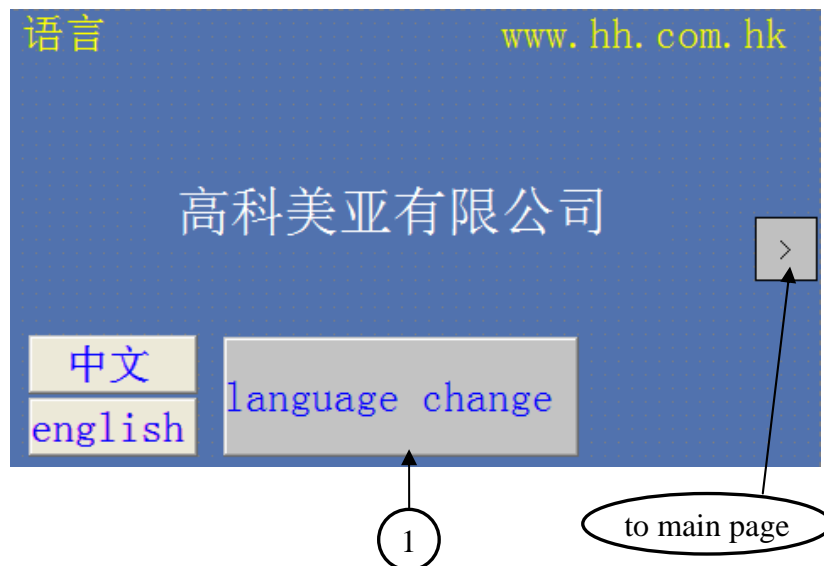 语言
www.hh.com.hk
高科美亚有限公司
>
中文
english
language change
1
to main page